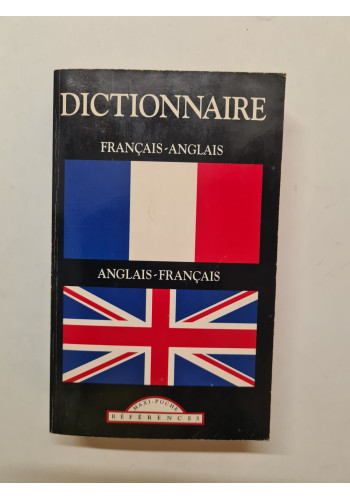 DICTIONNAIRE
FRANÇAIS-ANGLAIS
ANGLAIS-FRANÇAIS
MAXI-POCHE
RÉFÉRENCES